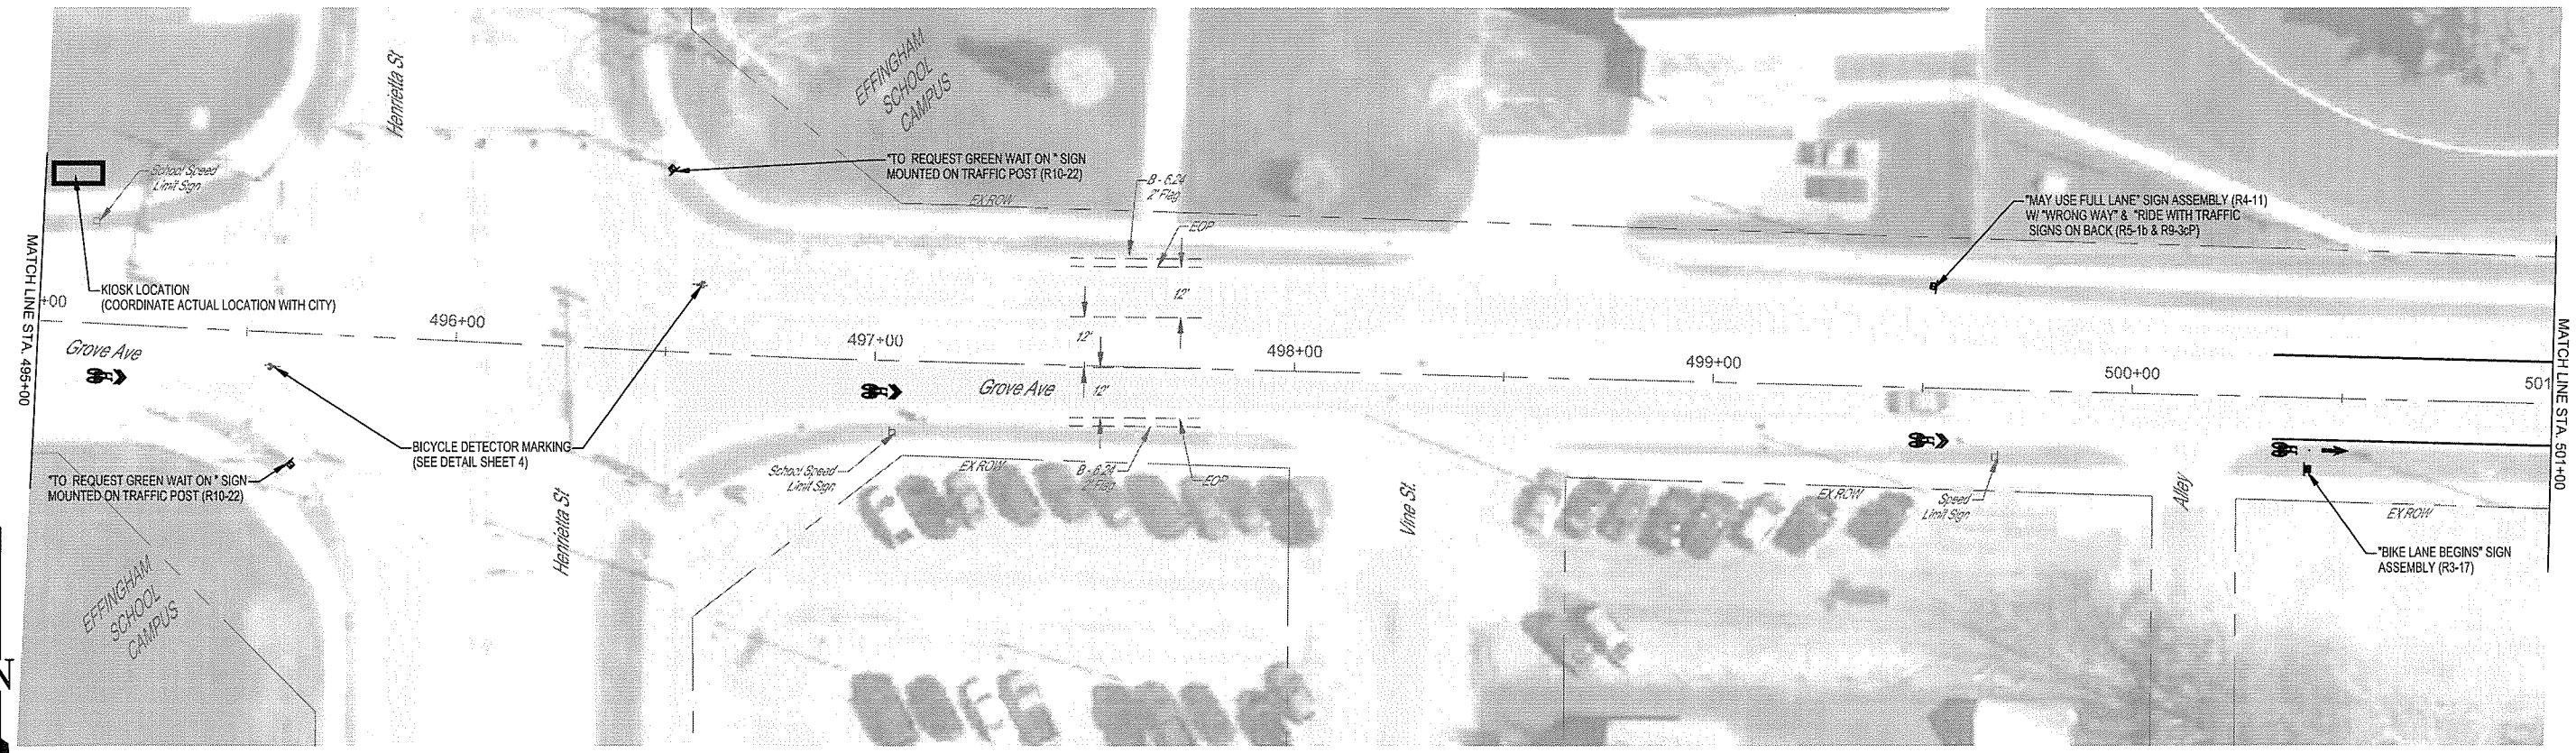 Henrietta St
EFFINGHAM
SCHOOL
CAMPUS
School Speed
Limit Sign
"TO REQUEST GREEN WAIT ON " SIGN
MOUNTED ON TRAFFIC POST (R10-22)
B - 6.24
2' Flag
EX ROW
EOP
"MAY USE FULL LANE" SIGN ASSEMBLY (R4-11)
W/ "WRONG WAY" & "RIDE WITH TRAFFIC
SIGNS ON BACK (R5-1b & R9-3cP)
MATCH LINE STA. 495+00
KIOSK LOCATION
(COORDINATE ACTUAL LOCATION WITH CITY)
+00
496+00
497+00
498+00
499+00
500+00
501
12'
12'
12'
MATCH LINE STA. 501+00
Grove Ave
Grove Ave
BICYCLE DETECTOR MARKING
(SEE DETAIL SHEET 4)
"TO REQUEST GREEN WAIT ON " SIGN
MOUNTED ON TRAFFIC POST (R10-22)
School Speed
Limit Sign
EX ROW
B - 6.24
2' Flag
EOP
Henrietta St
Vine St.
EX ROW
Speed
Limit Sign
Alley
EX ROW
"BIKE LANE BEGINS" SIGN
ASSEMBLY (R3-17)
EFFINGHAM
SCHOOL
CAMPUS
N